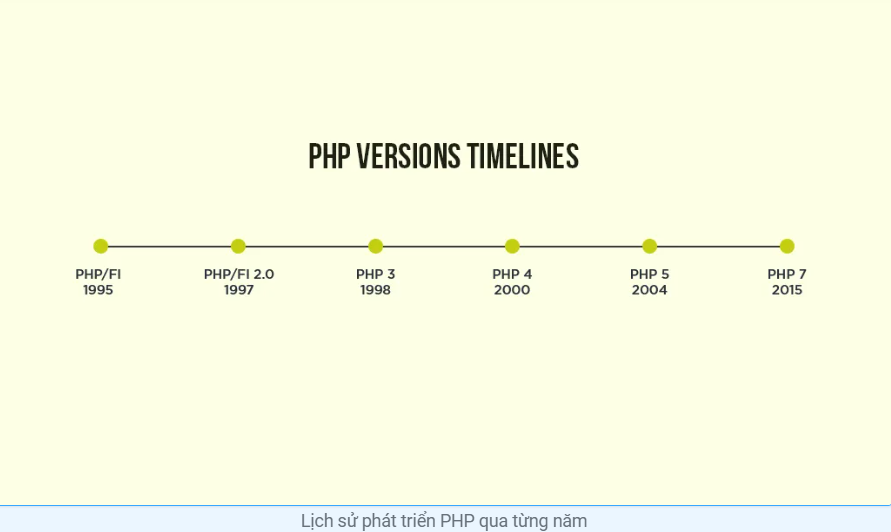 PHP VERSIONS TIMELINES
PHP/FI
1995
PHP/FI 2.0
1997
PHP 3
1998
PHP 4
2000
PHP 5
2004
PHP 7
2015
Lịch sử phát triển PHP qua từng năm